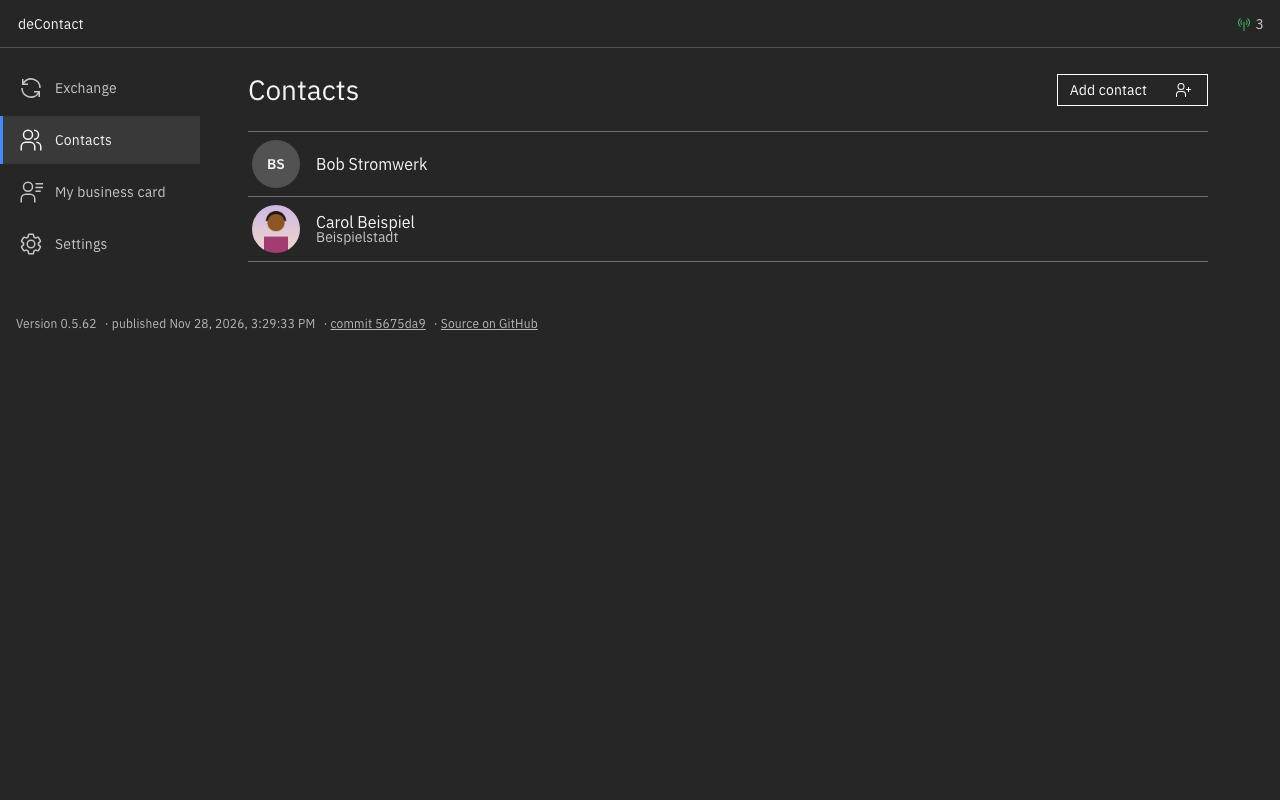 deContact
3
Exchange
Contacts
My business card
Settings
Contacts
Add contact
BS
Bob Stromwerk
Carol Beispiel
Beispielstadt
Version 0.5.62 · published Nov 28, 2026, 3:29:33 PM · commit 5675da9 · Source on GitHub